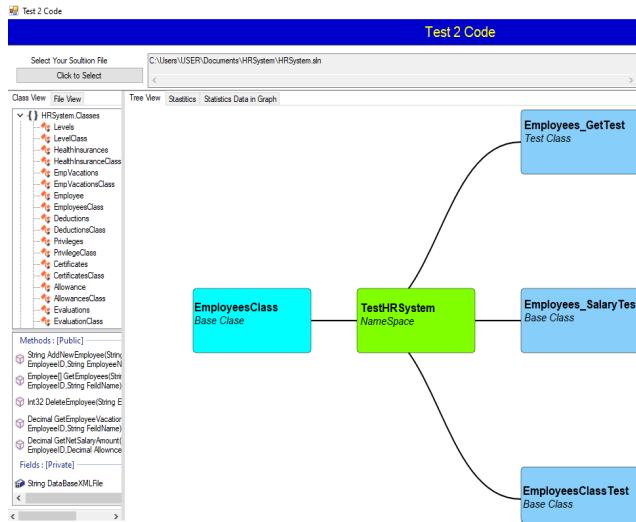 Test 2 Code
Test 2 Code
Select Your Soultion File
Click to Select
C:\Users\USER\Documents\HRSystem\HRSystem.sln
Class View
File View
Tree View
Stastitics
Statistics Data in Graph
{ } HRSystem.Classes
Levels
LevelClass
HealthInsurances
HealthInsuranceClass
EmpVacations
EmpVacationsClass
Employee
EmployeesClass
Deductions
DeductionsClass
Privileges
PrivilegeClass
Certificates
CertificatesClass
Allowance
AllowancesClass
Evaluations
EvaluationClass
Methods : [Public]
String AddNewEmployee(String
EmployeeID,String EmployeeN
Employee[] GetEmployees(Strin
EmployeeID,String FeildName)
Int32 DeleteEmployee(String E
Decimal GetEmployeeVacation
EmployeeID,String FeildName)
Decimal GetNetSalaryAmount(
EmployeeID,Decimal Allownce
Fields : [Private]
String DataBaseXMLFile
EmployeesClass
Base Clase
TestHRSystem
NameSpace
Employees_GetTest
Test Class
Employees_SalaryTest
Base Class
EmployeesClassTest
Base Class